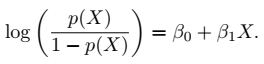 log ( p(X) / (1 − p(X)) ) = β₀ + β₁X.